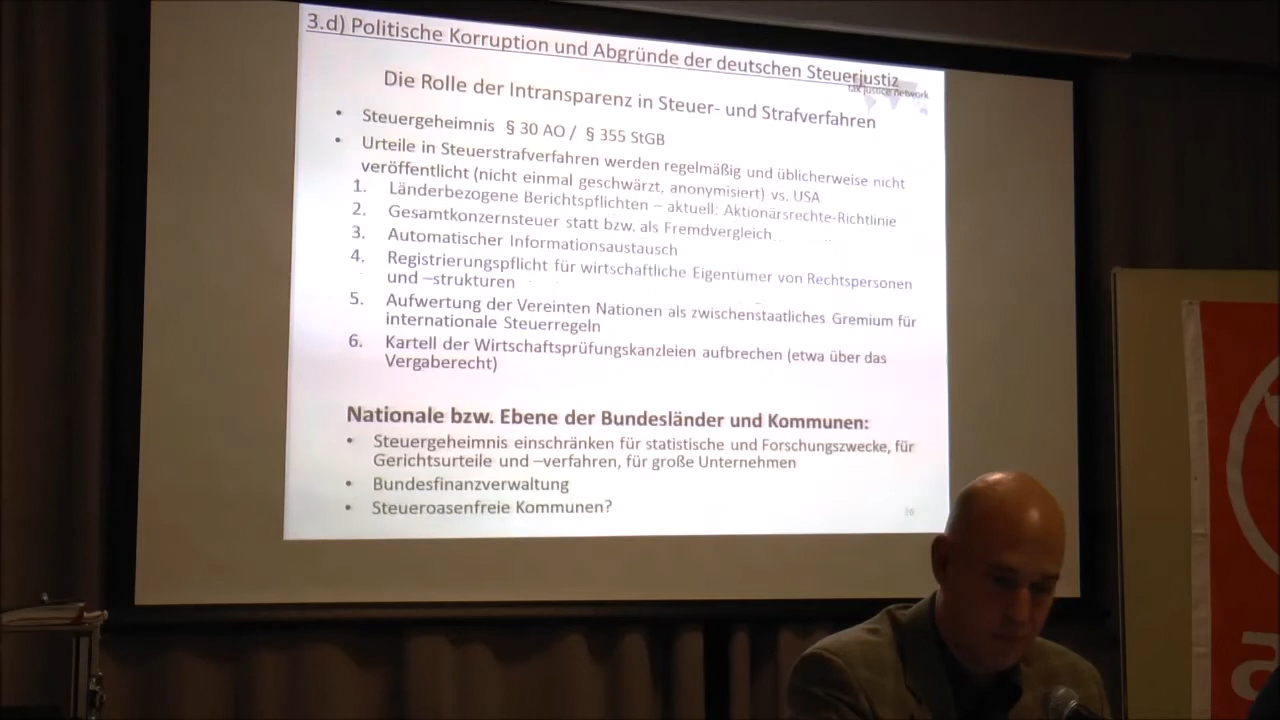 3.d) Politische Korruption und Abgründe der deutschen Steuerjustiz
tax justice network
Die Rolle der Intransparenz in Steuer- und Strafverfahren
• Steuergeheimnis § 30 AO / § 355 StGB
• Urteile in Steuerstrafverfahren werden regelmäßig und üblicherweise nicht
veröffentlicht (nicht einmal geschwärzt, anonymisiert) vs. USA
1. Länderbezogene Berichtspflichten – aktuell: Aktionärsrechte-Richtlinie
2. Gesamtkonzernsteuer statt bzw. als Fremdvergleich
3. Automatischer Informationsaustausch
4. Registrierungspflicht für wirtschaftliche Eigentümer von Rechtspersonen
und –strukturen
5. Aufwertung der Vereinten Nationen als zwischenstaatliches Gremium für
internationale Steuerregeln
6. Kartell der Wirtschaftsprüfungskanzleien aufbrechen (etwa über das
Vergaberecht)
Nationale bzw. Ebene der Bundesländer und Kommunen:
• Steuergeheimnis einschränken für statistische und Forschungszwecke, für
Gerichtsurteile und –verfahren, für große Unternehmen
• Bundesfinanzverwaltung
• Steueroasenfreie Kommunen?